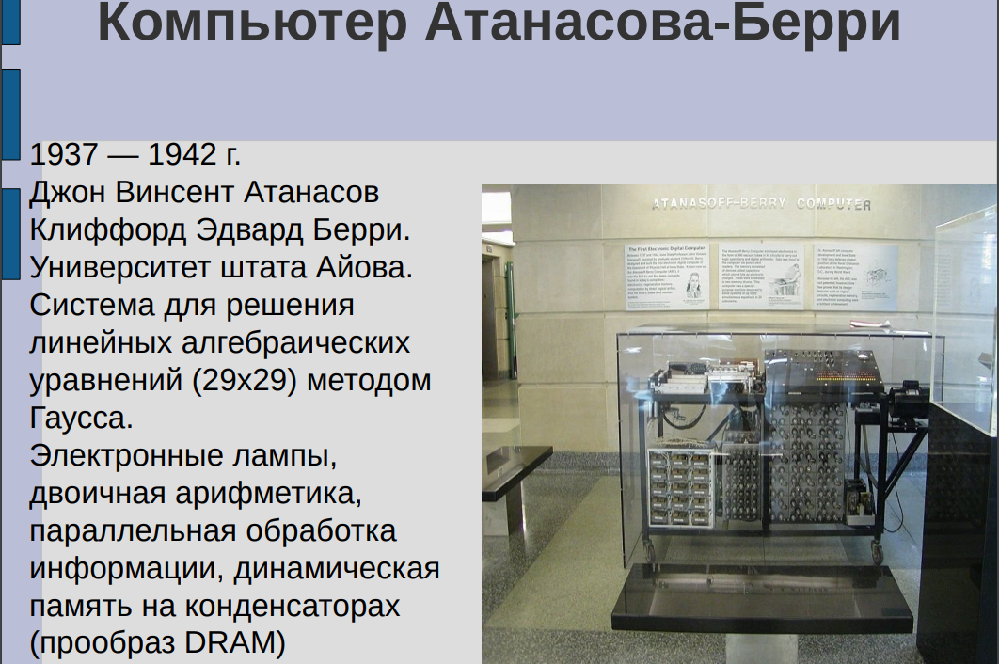 Компьютер Атанасова-Берри
1937 — 1942 г.
Джон Винсент Атанасов
Клиффорд Эдвард Берри.
Университет штата Айова.
Система для решения
линейных алгебраических
уравнений (29х29) методом
Гаусса.
Электронные лампы,
двоичная арифметика,
параллельная обработка
информации, динамическая
память на конденсаторах
(прообраз DRAM)
ATANASOFF-BERRY COMPUTER
The First Electronic Digital Computer